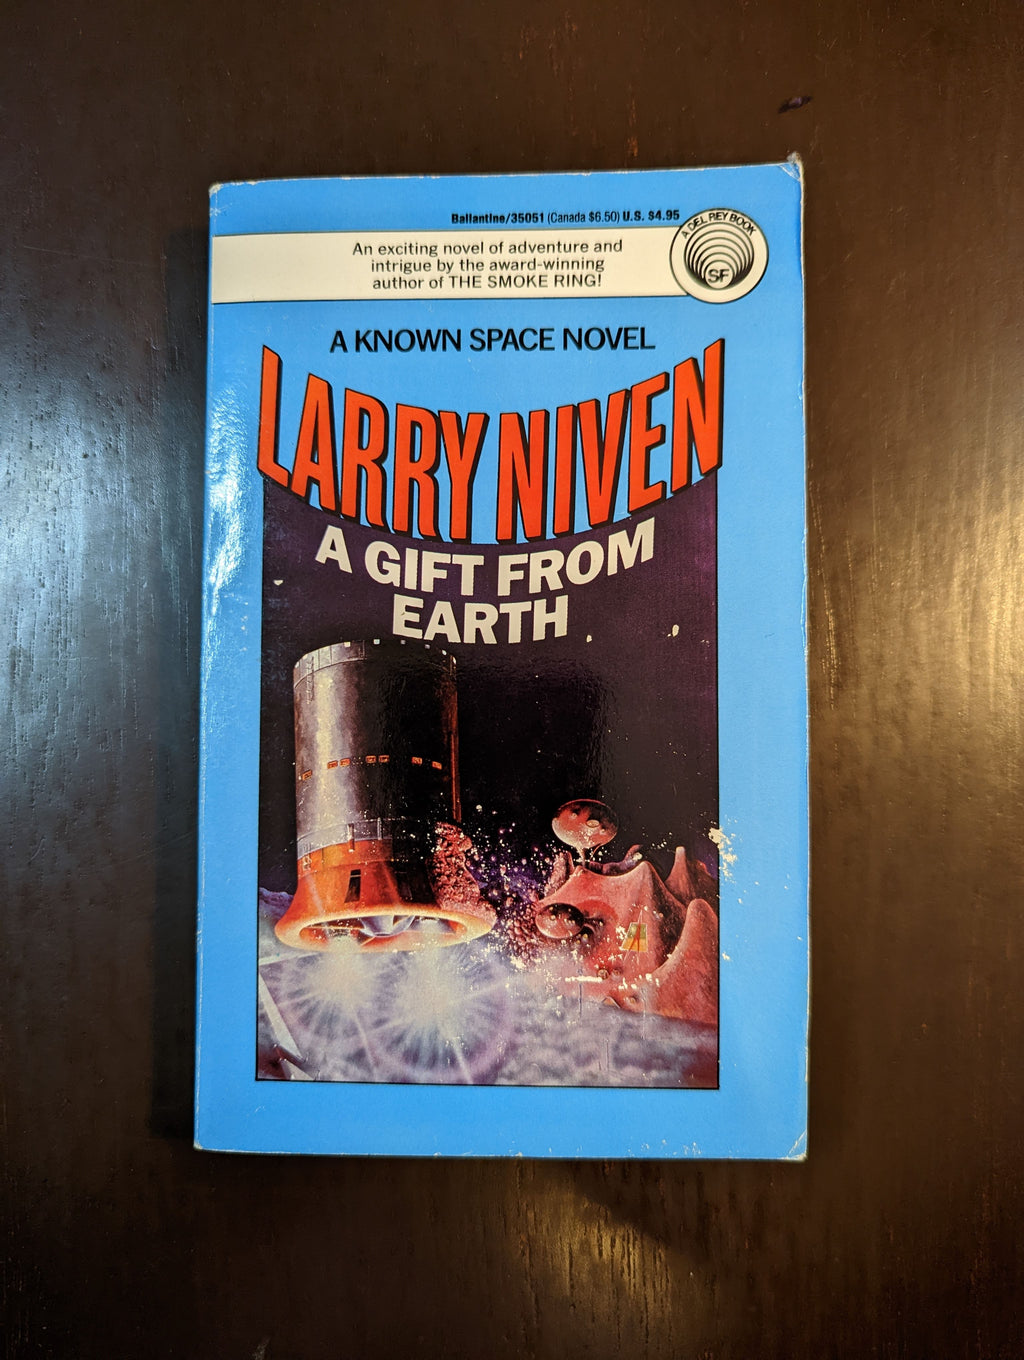 Ballantine/35051 (Canada $6.50) U.S. $4.95
A DEL REY BOOK
SF
An exciting novel of adventure and
intrigue by the award-winning
author of THE SMOKE RING!
A KNOWN SPACE NOVEL
LARRY NIVEN
A GIFT FROM
EARTH